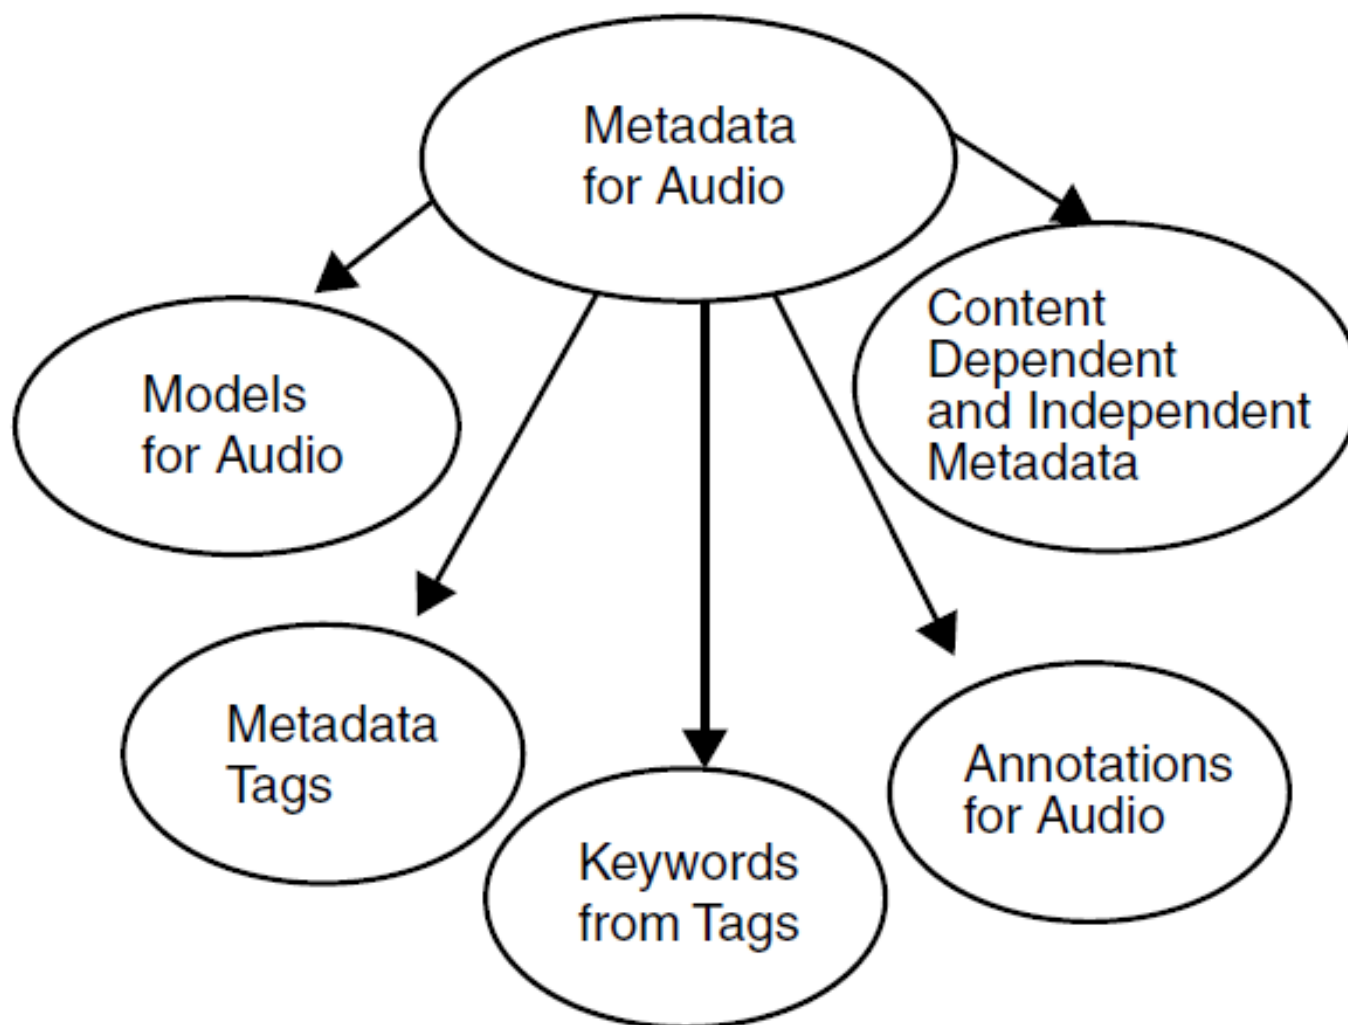 Metadata
for Audio
Content
Dependent
and Independent
Metadata
Models
for Audio
Metadata
Tags
Annotations
for Audio
Keywords
from Tags